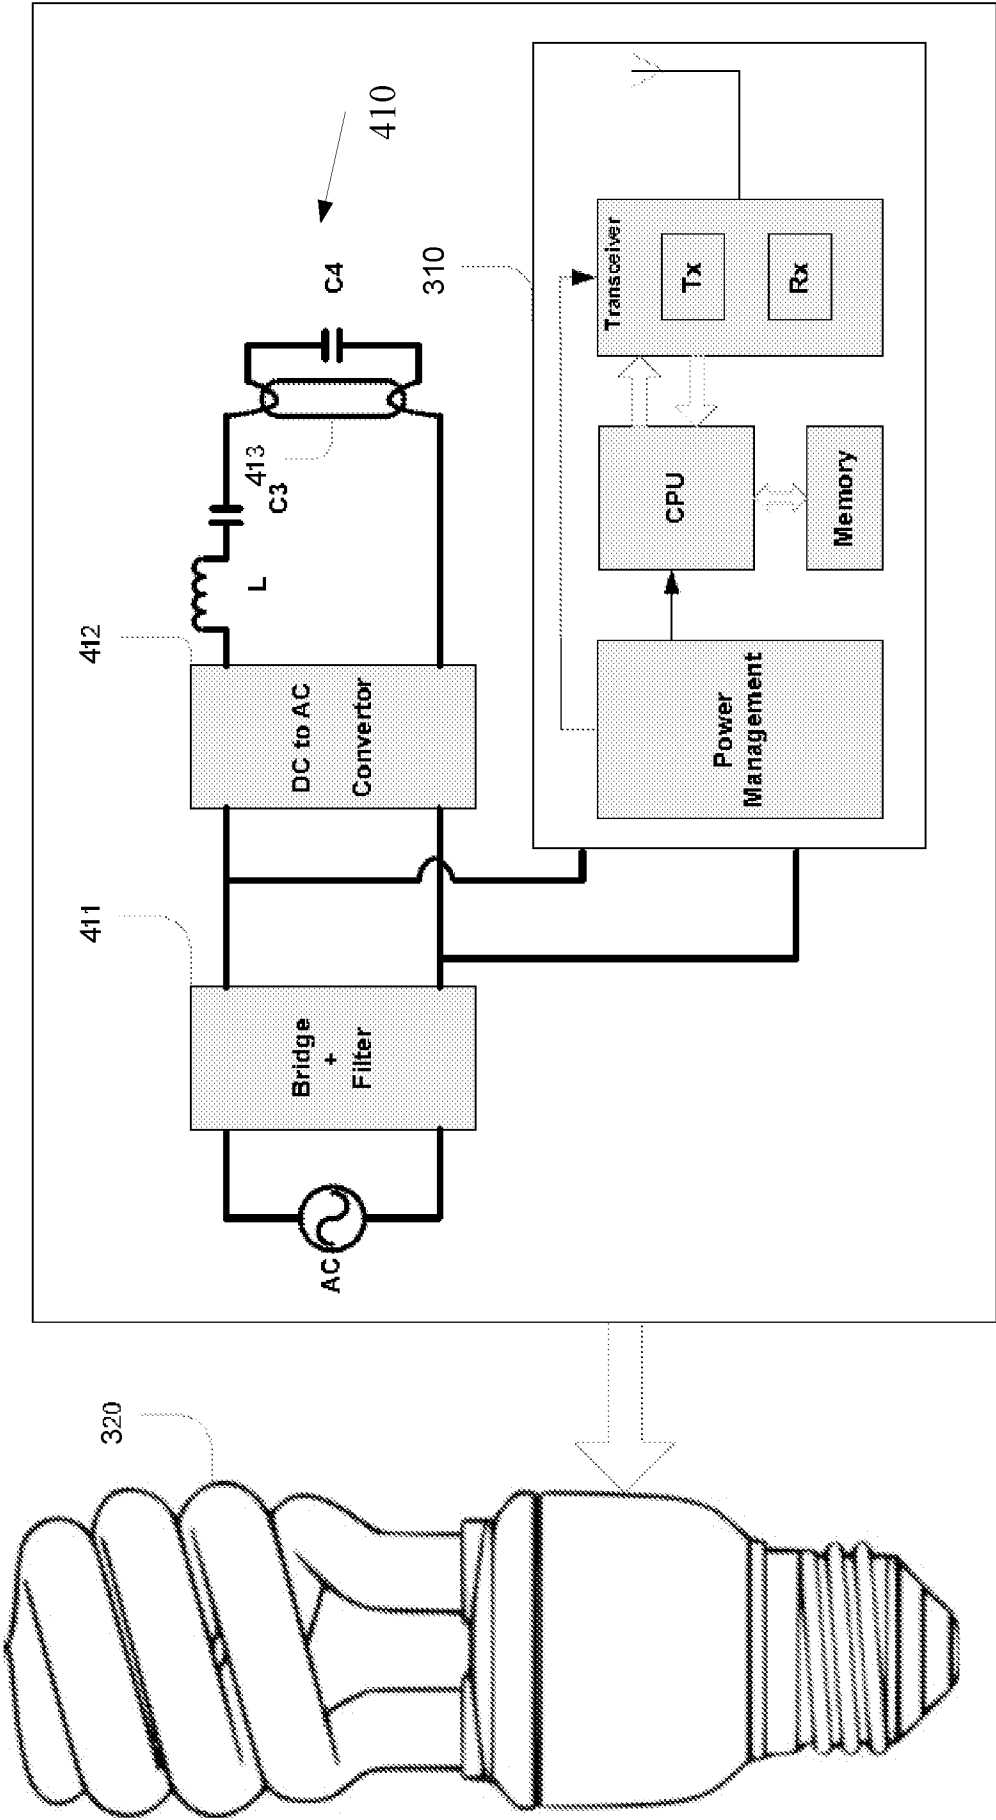 320
AC
411
Bridge
+
Filter
412
DC to AC
Convertor
L
C3
413
C4
410
310
Power
Management
CPU
Memory
Transceiver
Tx
Rx